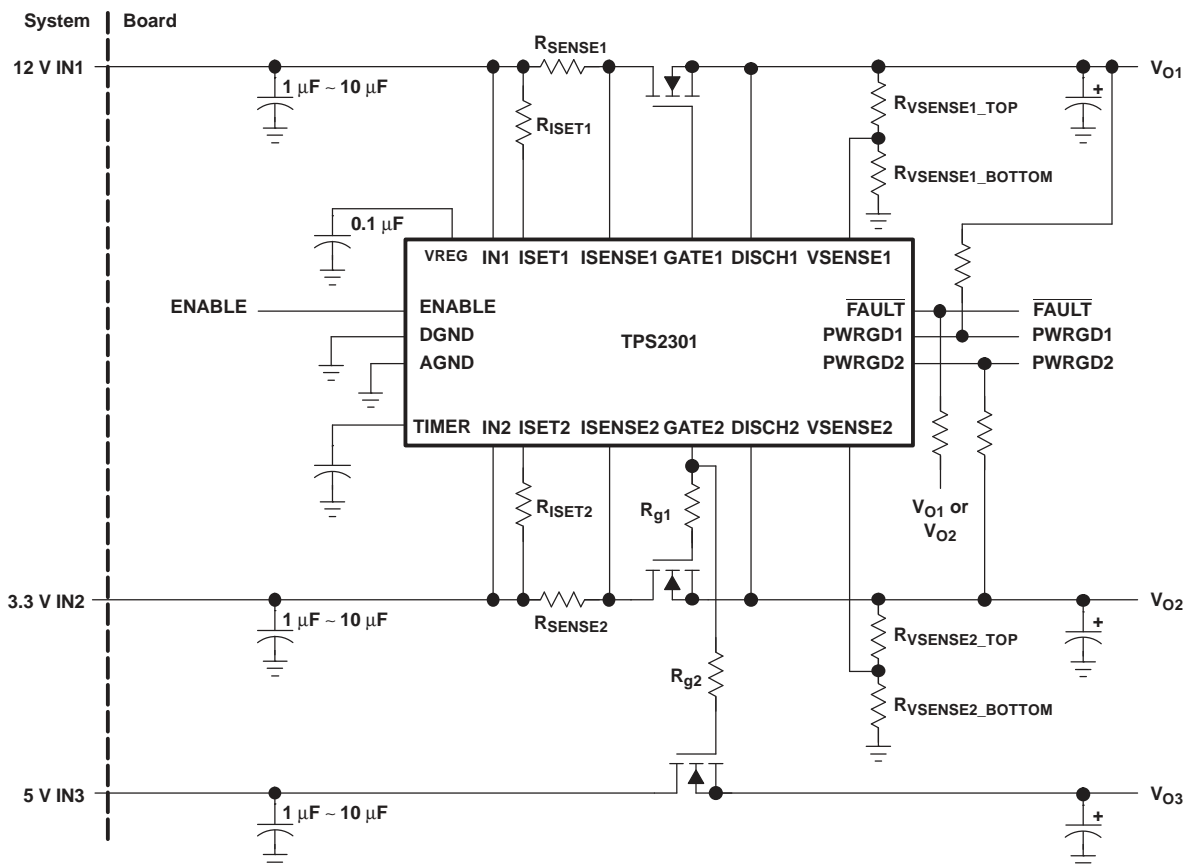 System Board
R_SENSE1
12 V IN1
V_O1
1 µF ~ 10 µF
R_ISET1
R_VSENSE1_TOP
+
R_VSENSE1_BOTTOM
0.1 µF
VREG IN1 ISET1 ISENSE1 GATE1 DISCH1 VSENSE1
ENABLE ENABLE FAULT FAULT
DGND TPS2301 PWRGD1 PWRGD1
AGND PWRGD2 PWRGD2
TIMER IN2 ISET2 ISENSE2 GATE2 DISCH2 VSENSE2
R_ISET2
R_g1
V_O1 or
V_O2
3.3 V IN2
V_O2
1 µF ~ 10 µF
R_SENSE2
R_VSENSE2_TOP
+
R_g2
R_VSENSE2_BOTTOM
5 V IN3
V_O3
1 µF ~ 10 µF
+